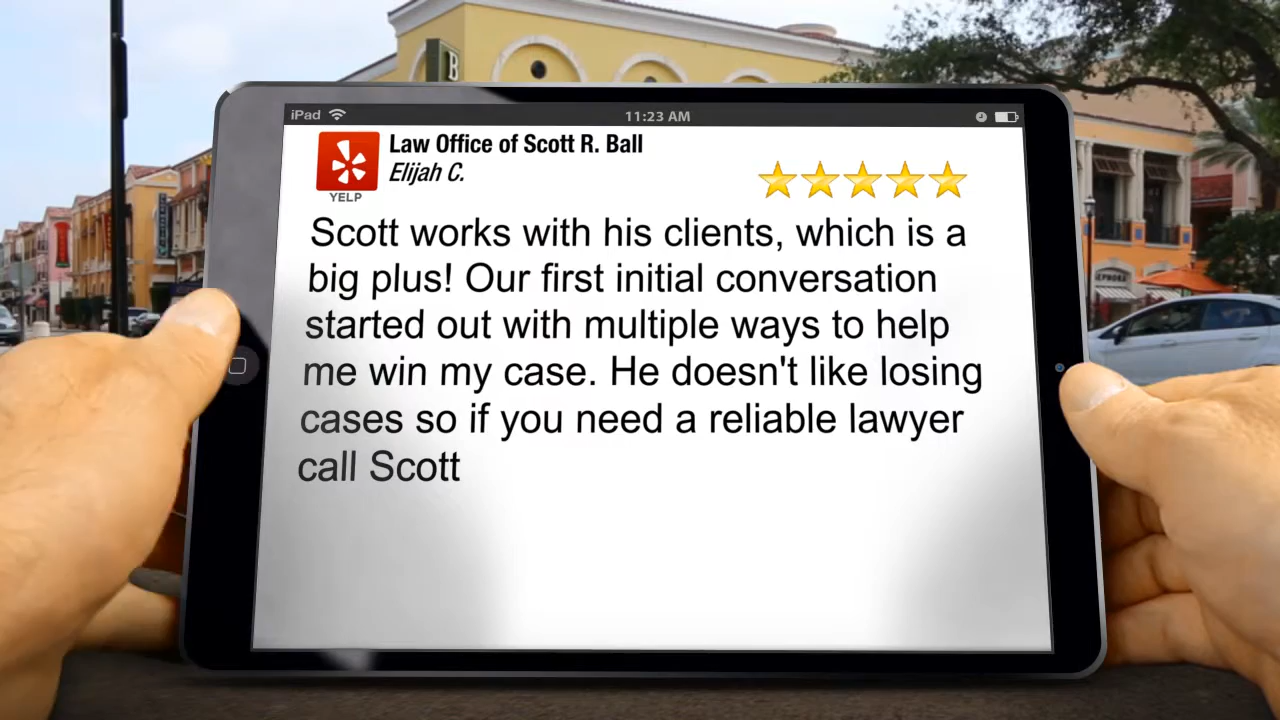 B
iPad
11:23 AM
Law Office of Scott R. Ball
Elijah C.
YELP
Scott works with his clients, which is a
big plus! Our first initial conversation
started out with multiple ways to help
me win my case. He doesn't like losing
cases so if you need a reliable lawyer
call Scott
SEPHORA